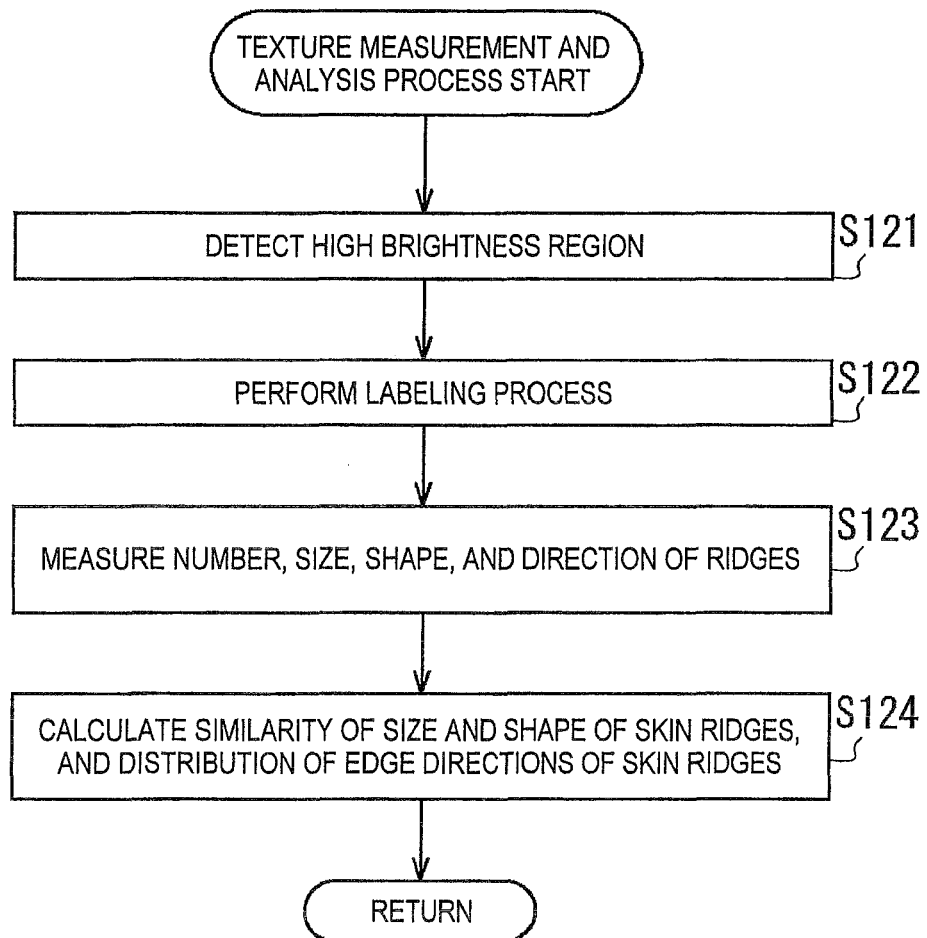 TEXTURE MEASUREMENT AND
ANALYSIS PROCESS START
DETECT HIGH BRIGHTNESS REGION
S121
PERFORM LABELING PROCESS
S122
MEASURE NUMBER, SIZE, SHAPE, AND DIRECTION OF RIDGES
S123
CALCULATE SIMILARITY OF SIZE AND SHAPE OF SKIN RIDGES,
AND DISTRIBUTION OF EDGE DIRECTIONS OF SKIN RIDGES
S124
RETURN